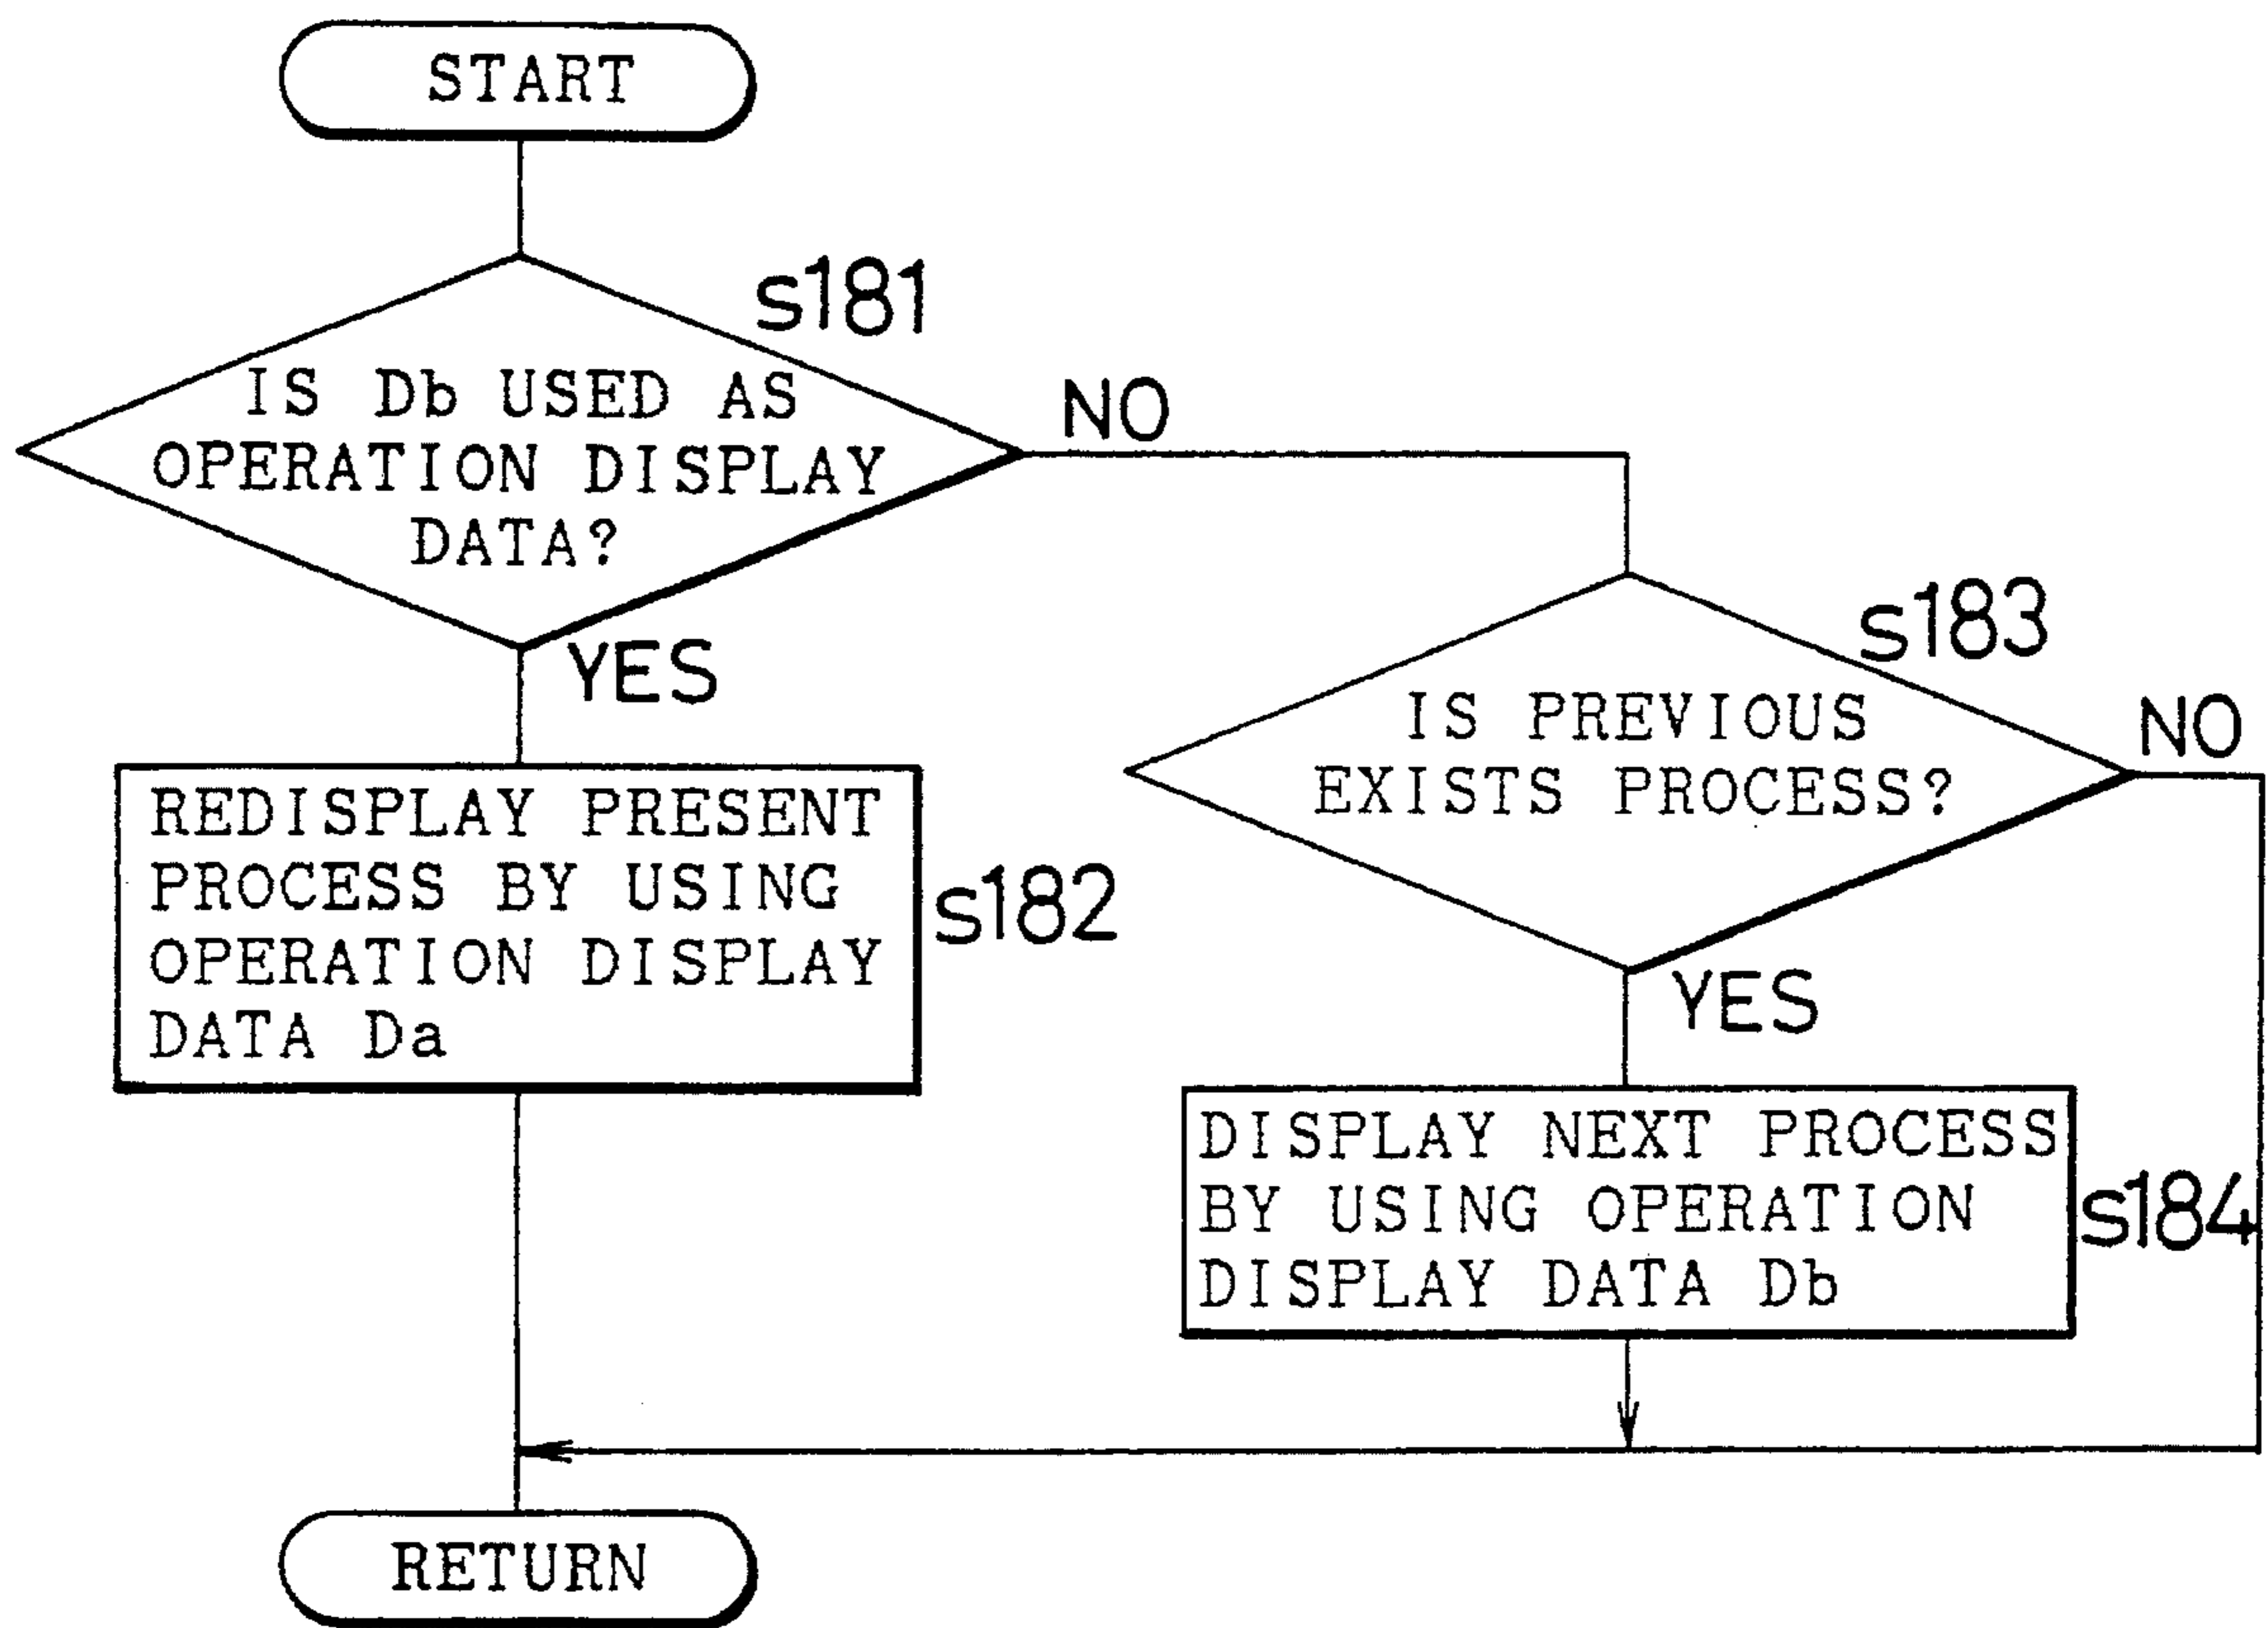 START
s181
IS Db USED AS
OPERATION DISPLAY
DATA?
NO
YES
REDISPLAY PRESENT
PROCESS BY USING
OPERATION DISPLAY
DATA Da
s182
s183
IS PREVIOUS
EXISTS PROCESS?
NO
YES
DISPLAY NEXT PROCESS
BY USING OPERATION
DISPLAY DATA Db
s184
RETURN